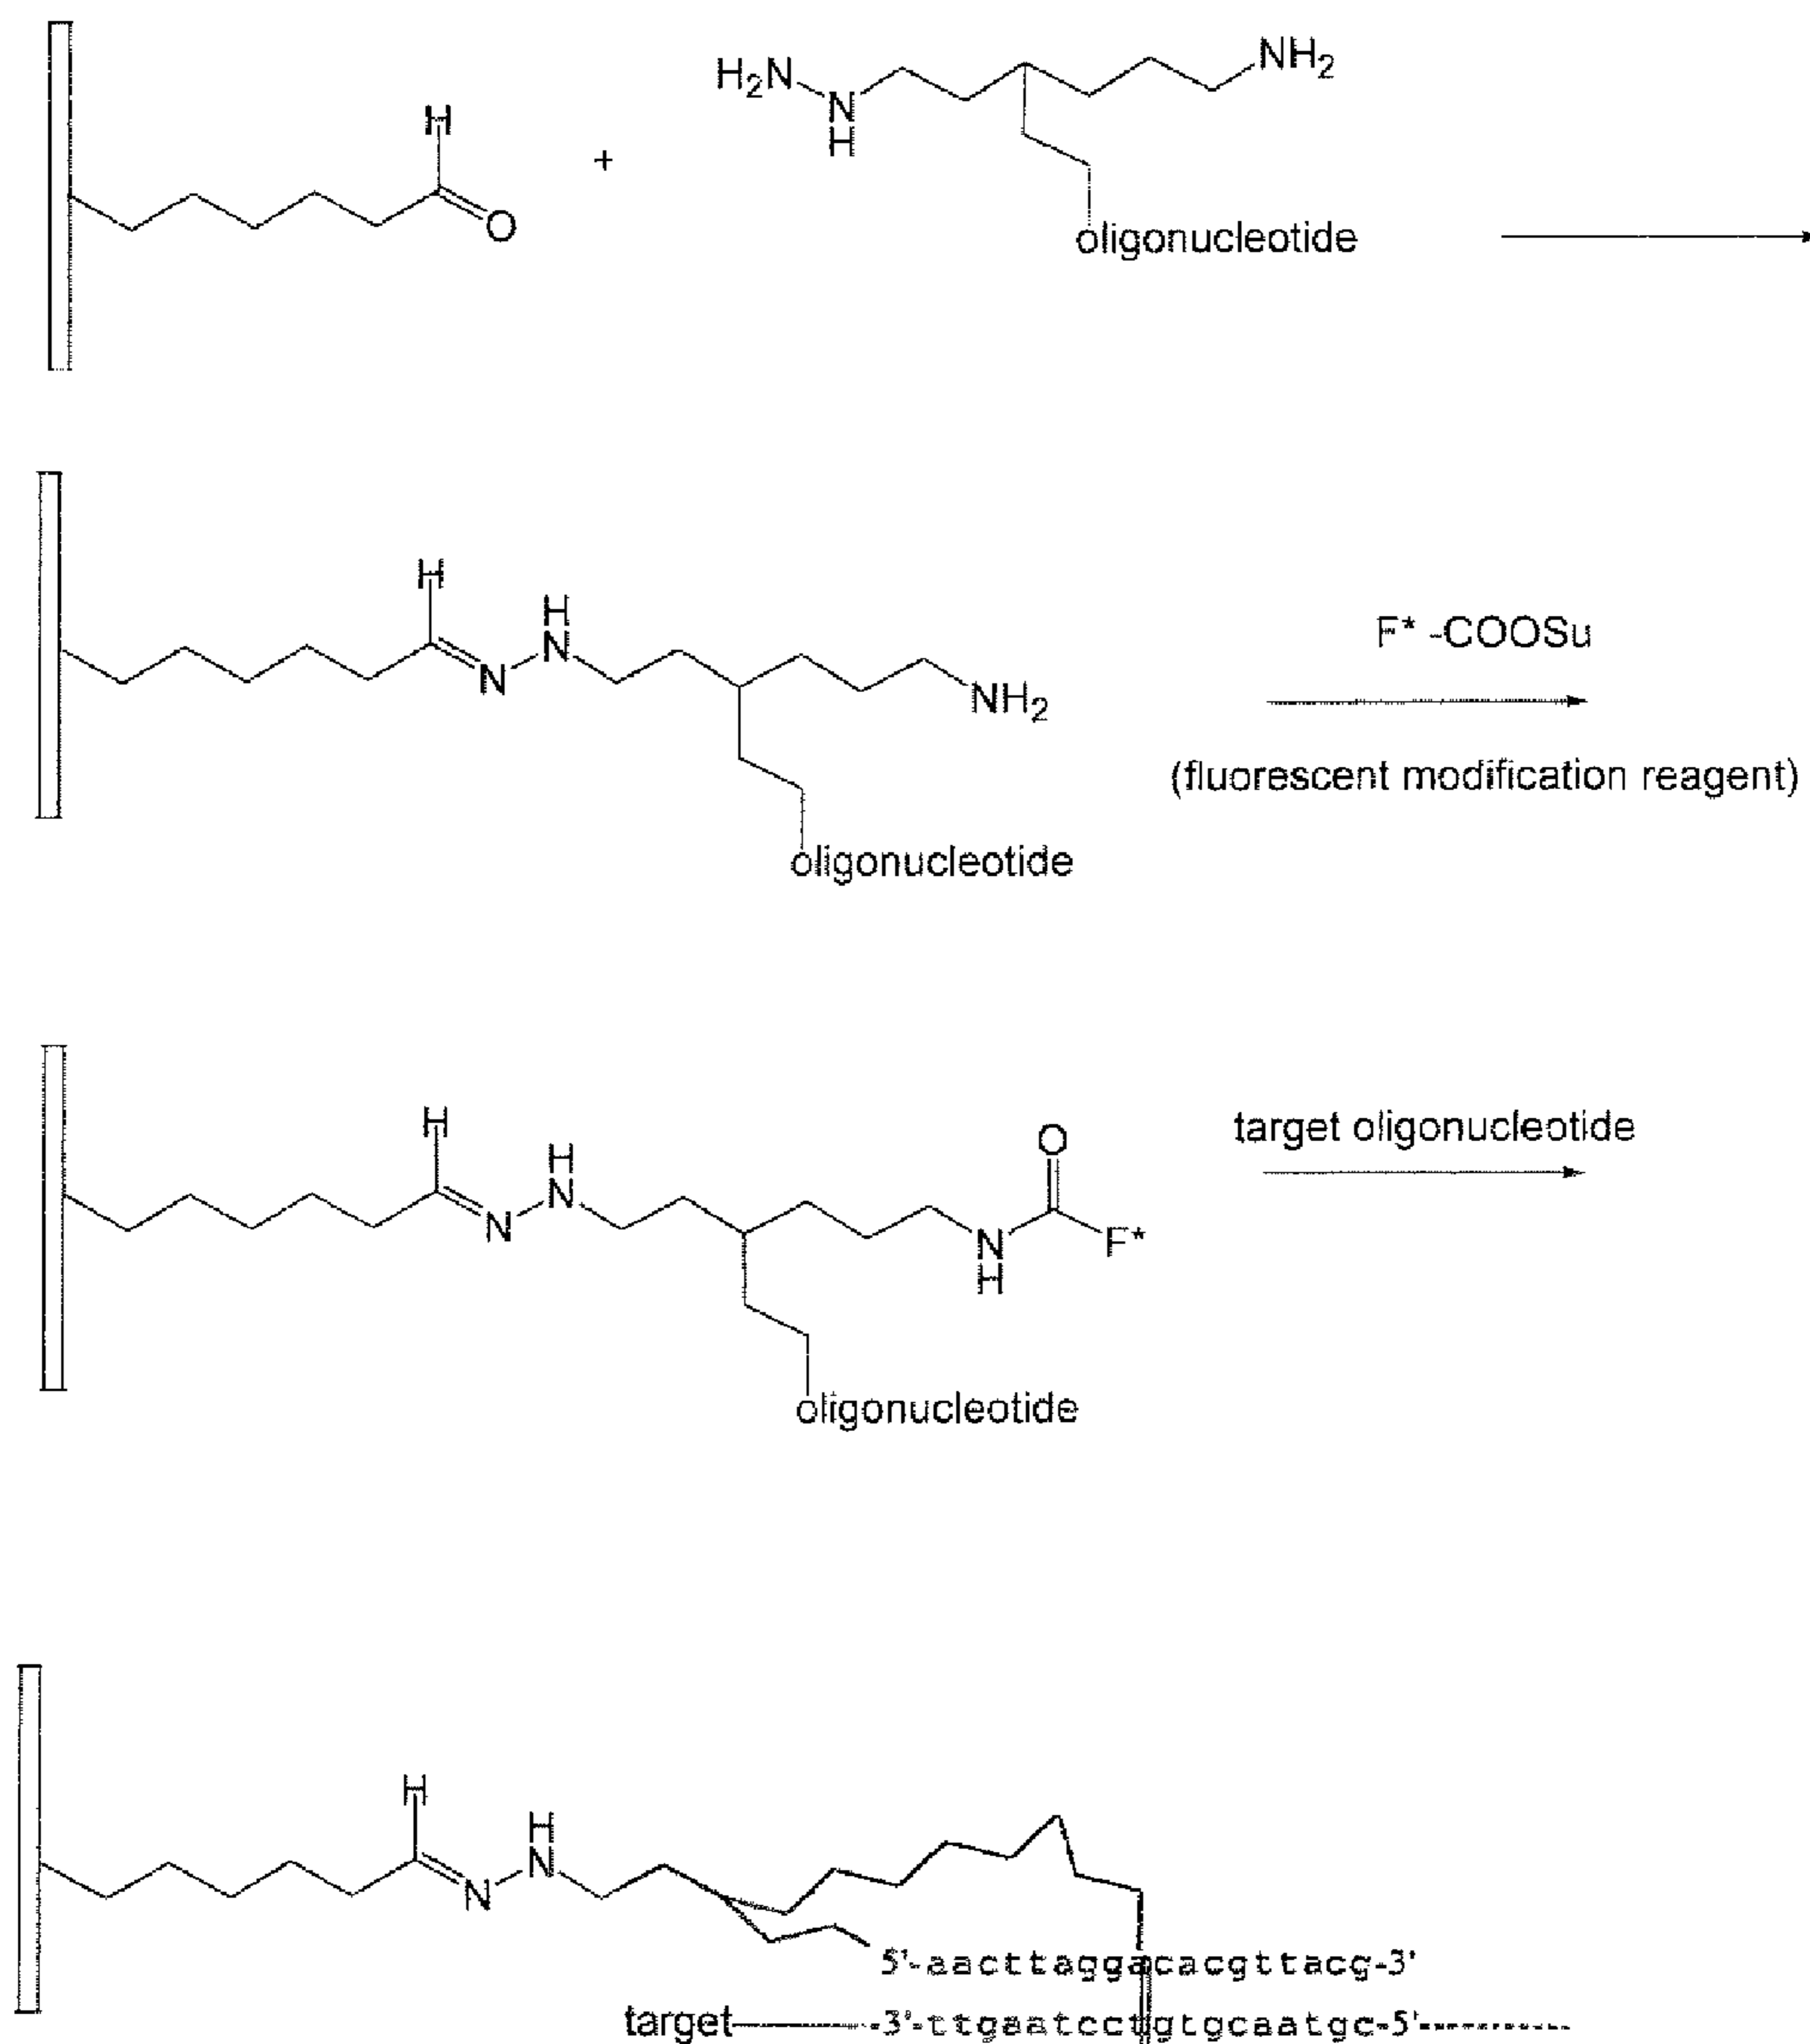 H₂N
N
H
NH₂
H
O
+
oligonucleotide
H
N
H
N
NH₂
F* -COOSu
(fluorescent modification reagent)
oligonucleotide
H
N
H
N
N
H
O
F*
target oligonucleotide
oligonucleotide
H
N
H
N
5'-aacttaggacacgttacg-3'
target -3'-ttgaatcctgtgcaatgc-5'